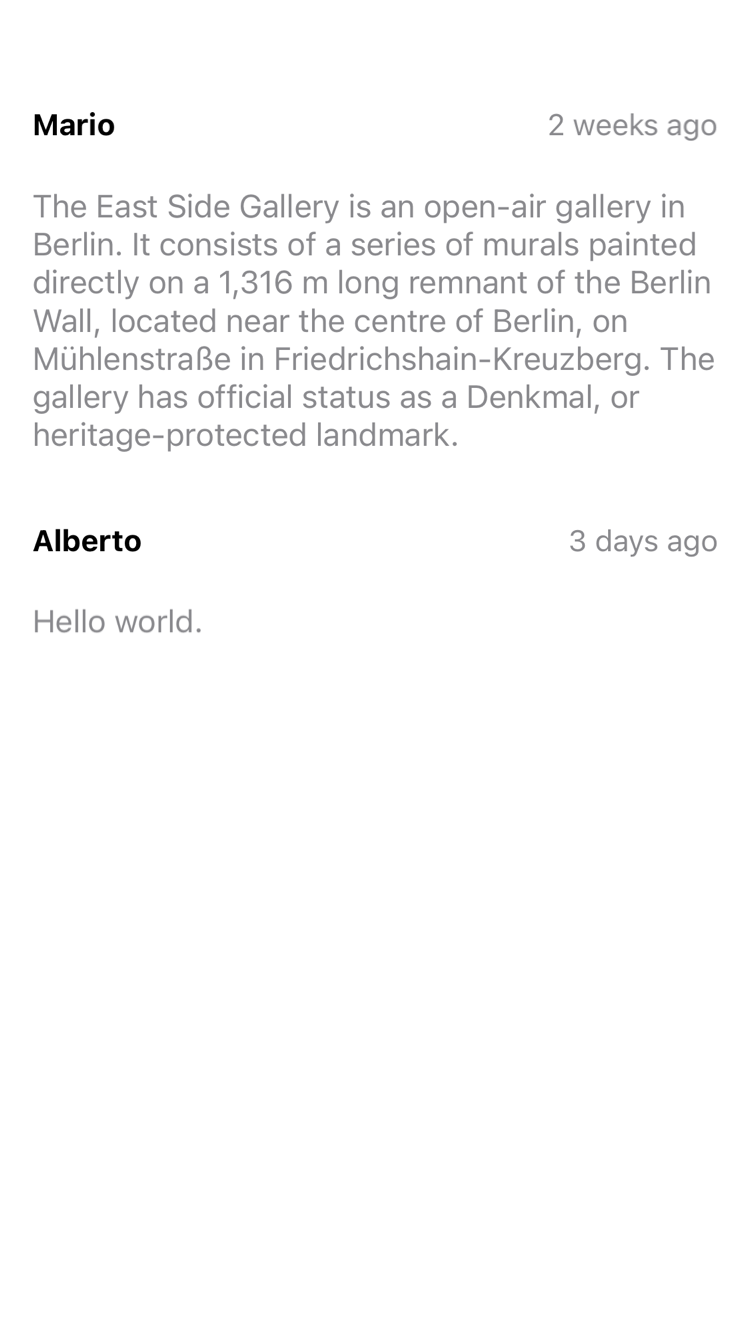 Mario 2 weeks ago
The East Side Gallery is an open-air gallery in
Berlin. It consists of a series of murals painted
directly on a 1,316 m long remnant of the Berlin
Wall, located near the centre of Berlin, on
Mühlenstraße in Friedrichshain-Kreuzberg. The
gallery has official status as a Denkmal, or
heritage-protected landmark.
Alberto 3 days ago
Hello world.